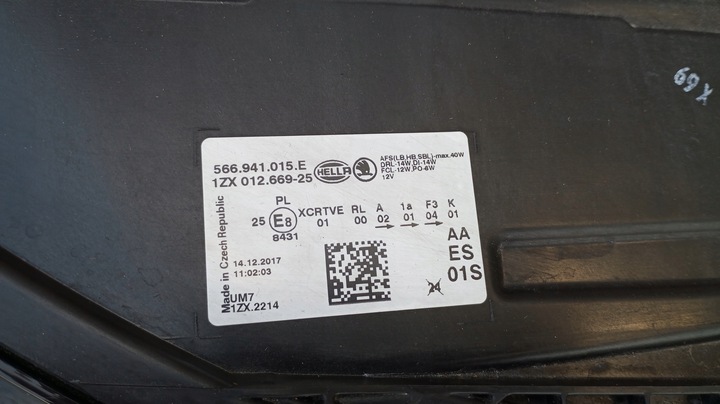 X69
566.941.015.E
1ZX 012.669-25
HELLA
AFS(LB,HB,SBL)-max.40W
DRL-14W,DI-14W
FCL-12W,PO-6W
12V
PL
25 E8 XCRTVE RL A 1a F3 K
8431 01 00 02 01 04 01
Made in Czech Republic
14.12.2017
11:02:03
AA
ES
01S
24
UM7
1ZX.2214